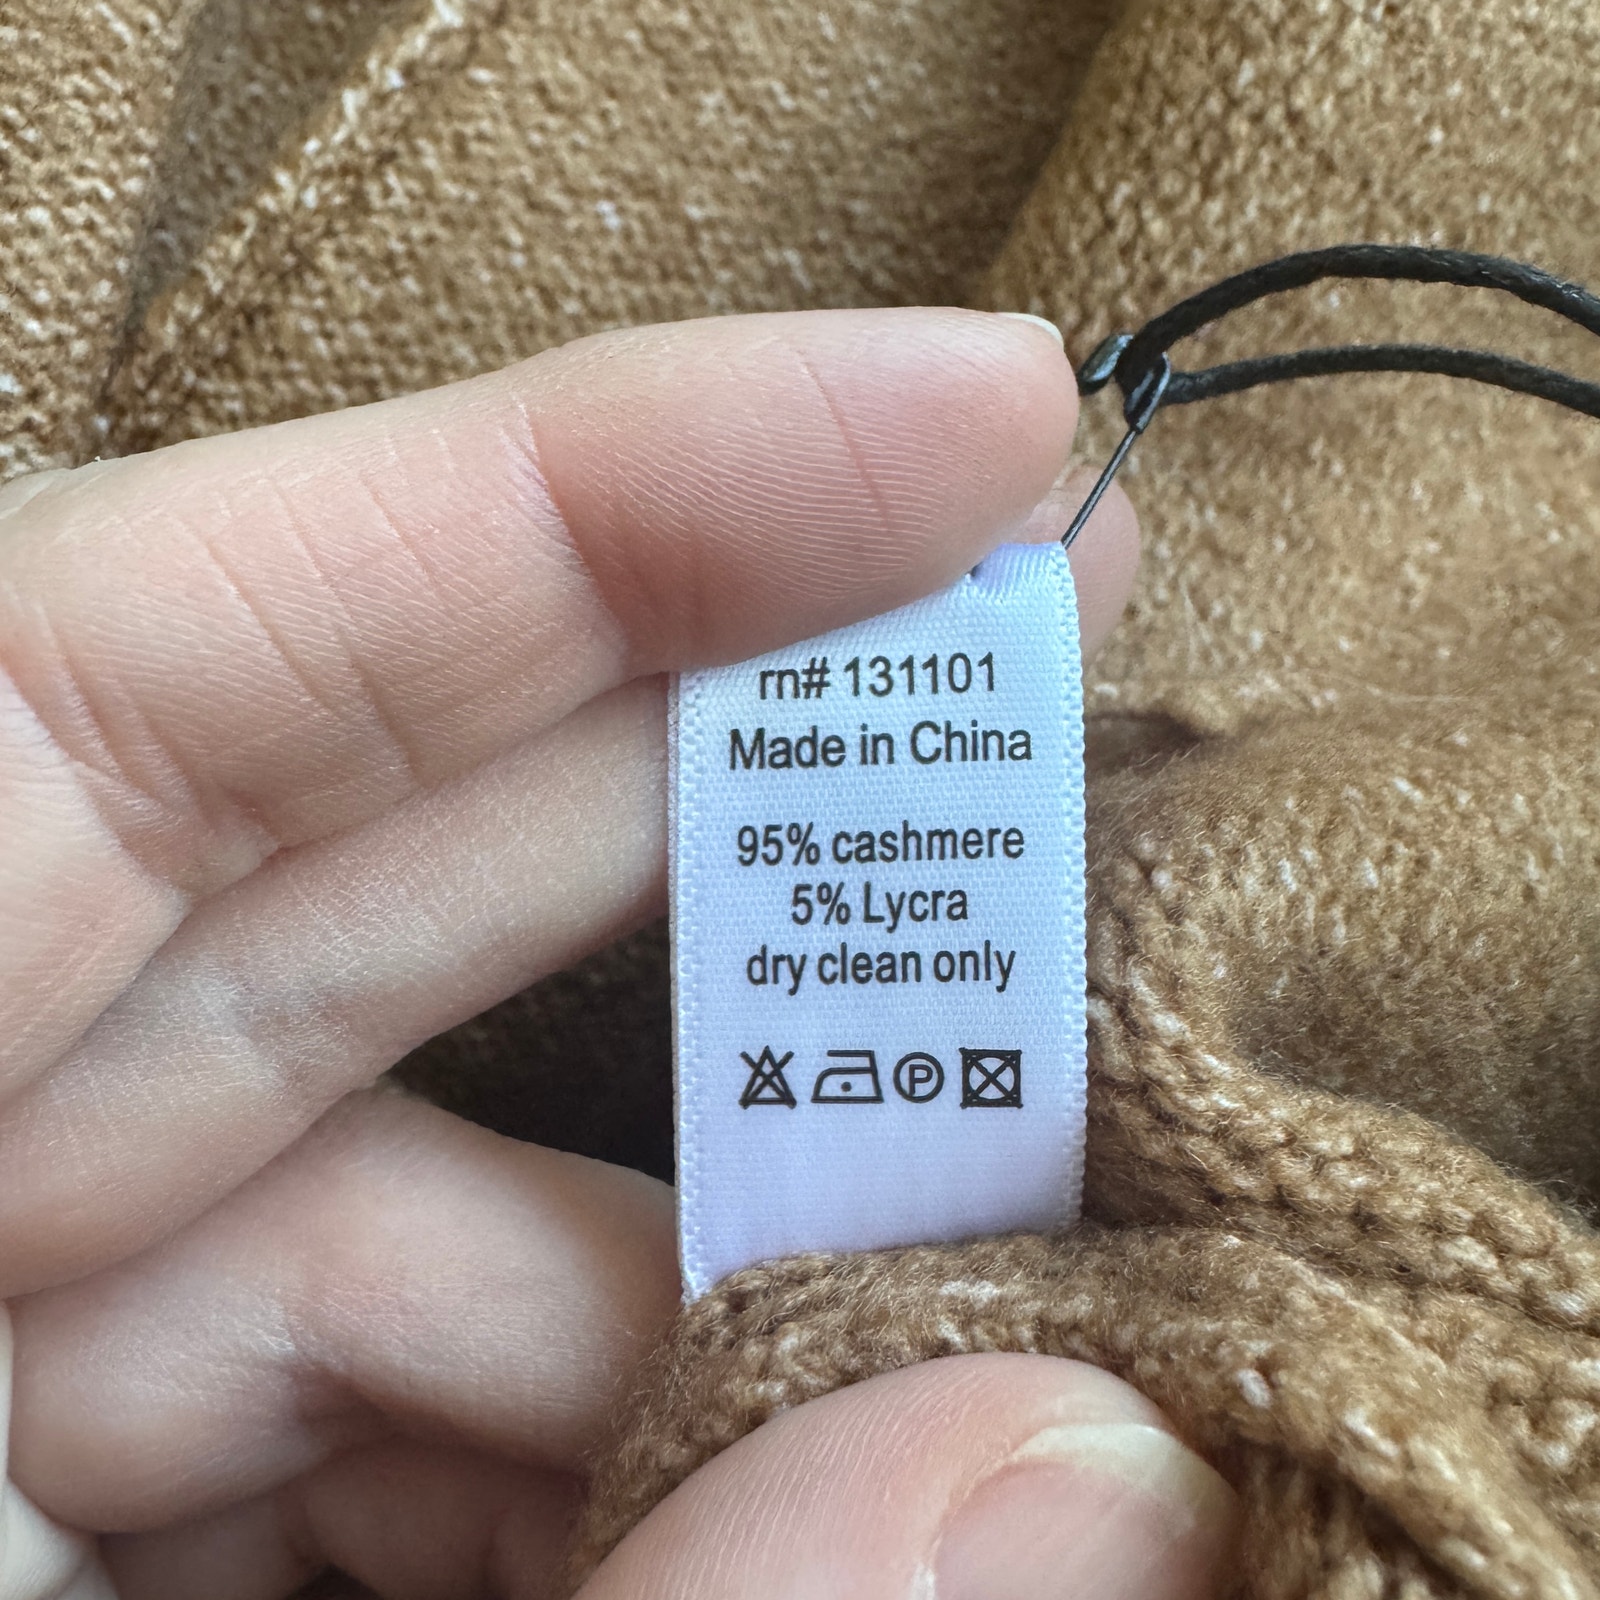 rn# 131101
Made in China
95% cashmere
5% Lycra
dry clean only
P